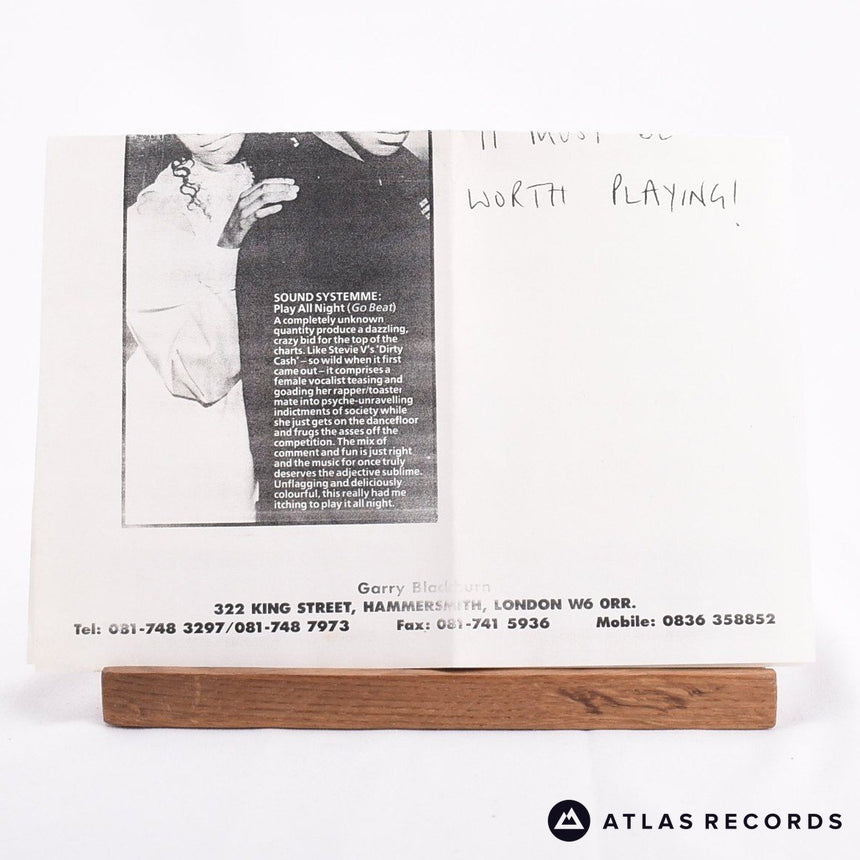 IT MUST BE
WORTH PLAYING!
SOUND SYSTEMME:
Play All Night (Go Beat)
A completely unknown
quantity produce a dazzling,
crazy bid for the top of the
charts. Like Stevie V's 'Dirty
Cash' – so wild when it first
came out – it comprises a
female vocalist teasing and
goading her rapper/toaster
mate into psyche-unravelling
indictments of society while
she just gets on the dancefloor
and frugs the asses off the
competition. The mix of
comment and fun is just right
and the music for once truly
deserves the adjective sublime.
Unflagging and deliciously
colourful, this really had me
itching to play it all night.
Garry Blackburn
322 KING STREET, HAMMERSMITH, LONDON W6 0RR.
Tel: 081-748 3297/081-748 7973 Fax: 081-741 5936 Mobile: 0836 358852
ATLAS RECORDS